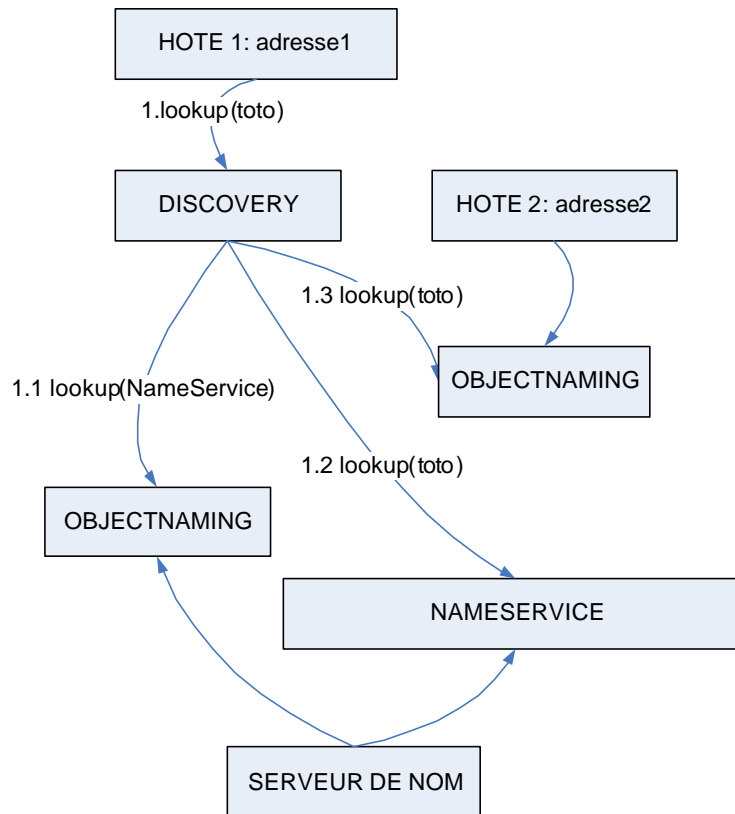 HOTE 1: adresse1
1.lookup(toto)
DISCOVERY
HOTE 2: adresse2
1.3 lookup(toto)
OBJECTNAMING
1.1 lookup(NameService)
1.2 lookup(toto)
OBJECTNAMING
NAMESERVICE
SERVEUR DE NOM